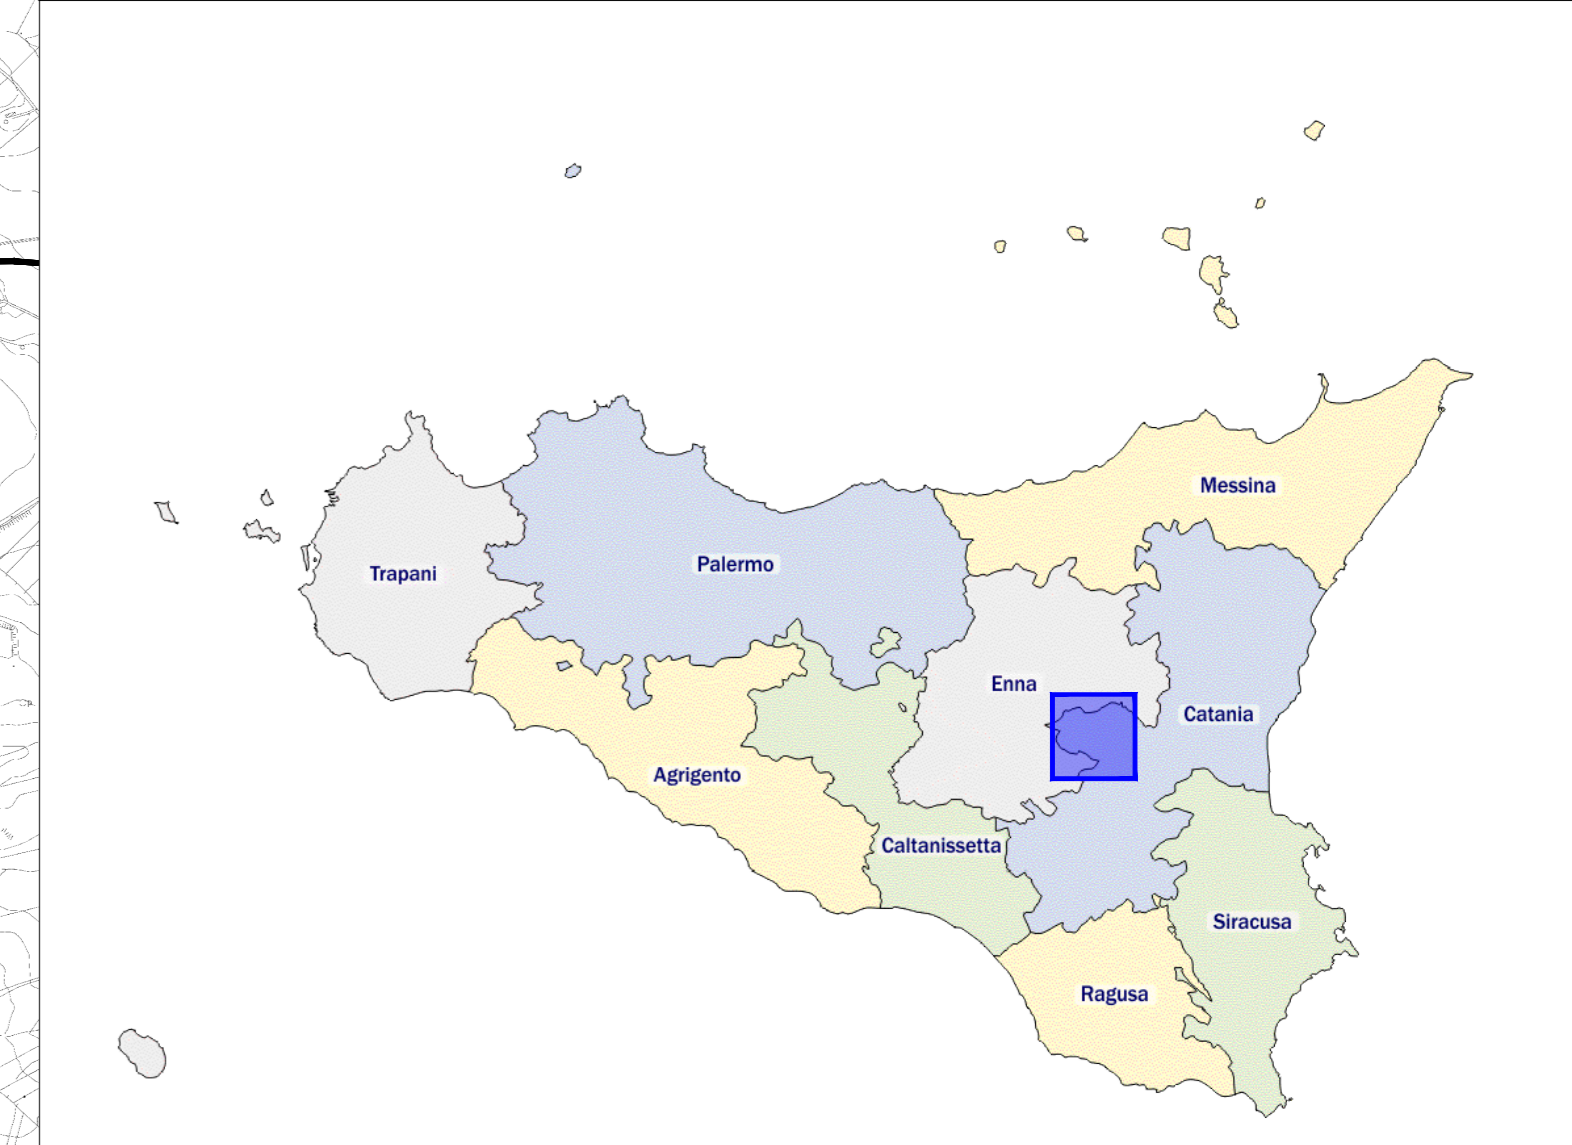 Messina
Palermo
Trapani
Enna
Catania
Agrigento
Caltanissetta
Siracusa
Ragusa